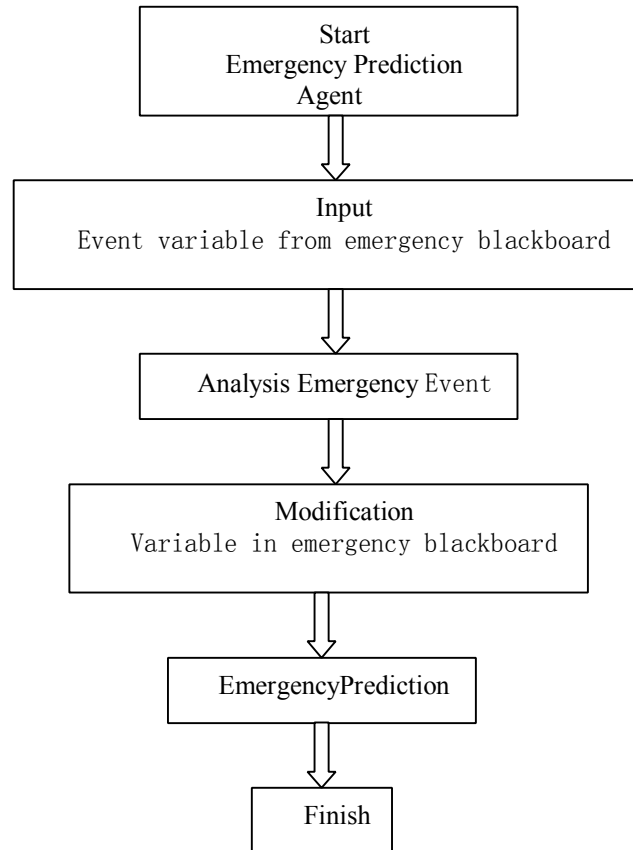 Start
Emergency Prediction
Agent
Input
Event variable from emergency blackboard
Analysis Emergency Event
Modification
Variable in emergency blackboard
EmergencyPrediction
Finish